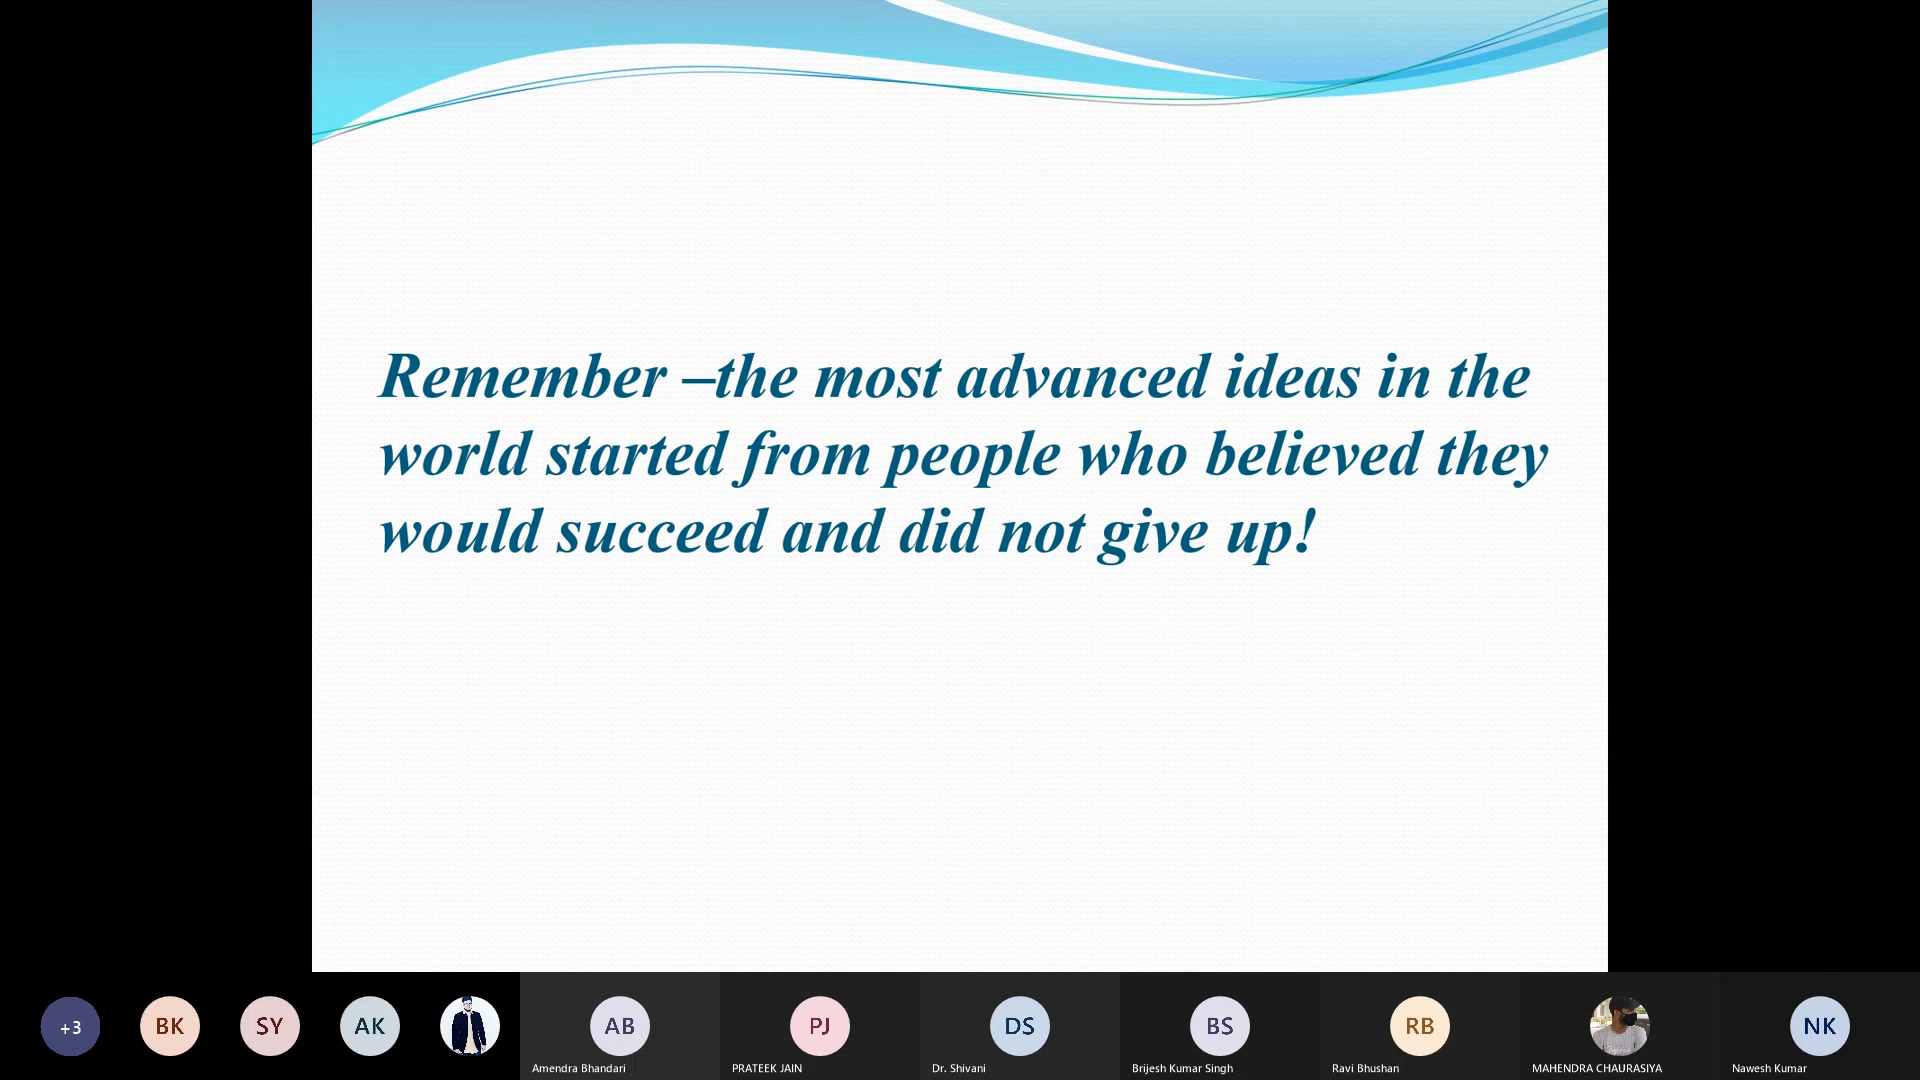 Remember –the most advanced ideas in the
world started from people who believed they
would succeed and did not give up!
+3
BK
SY
AK
AB
PJ
DS
BS
RB
NK
Amendra Bhandari
PRATEEK JAIN
Dr. Shivani
Brijesh Kumar Singh
Ravi Bhushan
MAHENDRA CHAURASIYA
Nawesh Kumar